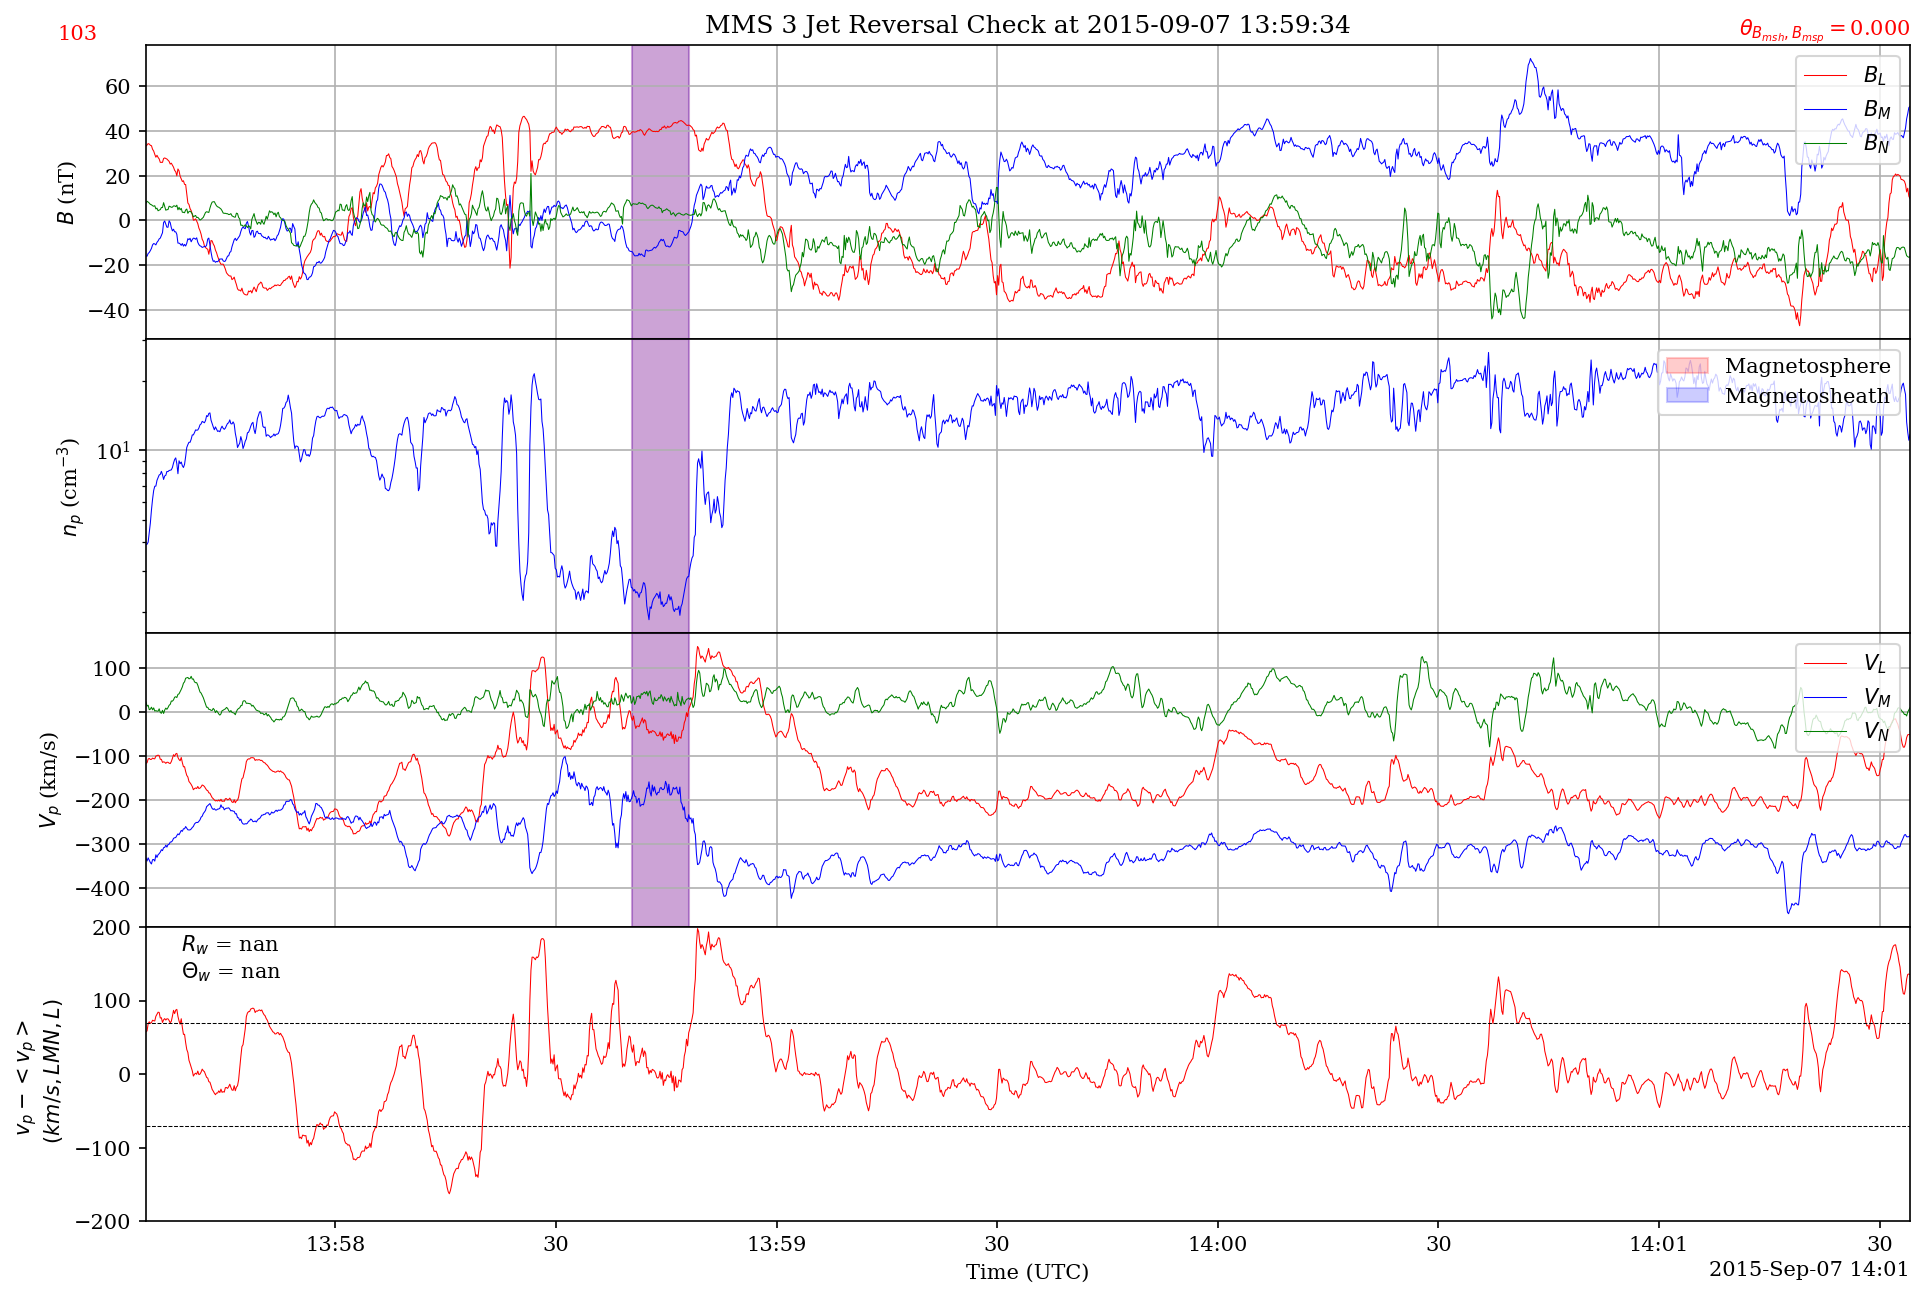 MMS 3 Jet Reversal Check at 2015-09-07 13:59:34
103
θ_{B_{msh}, B_{msp}} = 0.000
B (nT)
60
40
20
0
−20
−40
B_L
B_M
B_N
n_p (cm^{−3})
10^1
Magnetosphere
Magnetosheath
V_p (km/s)
100
0
−100
−200
−300
−400
V_L
V_M
V_N
v_p − < v_p >
(km/s, LMN, L)
200
100
0
−100
−200
R_w = nan
Θ_w = nan
13:58
30
13:59
30
14:00
30
14:01
30
Time (UTC)
2015-Sep-07 14:01